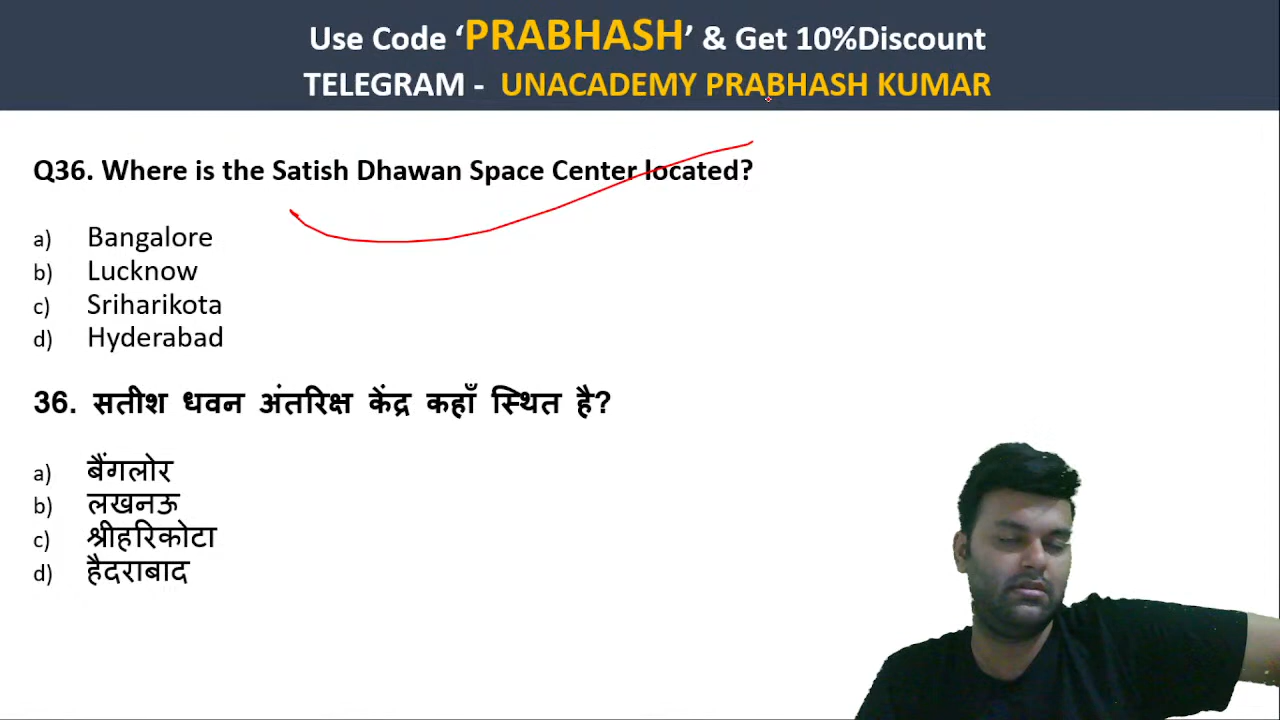 Use Code ‘PRABHASH’ & Get 10%Discount
TELEGRAM - UNACADEMY PRABHASH KUMAR
Q36. Where is the Satish Dhawan Space Center located?
a) Bangalore
b) Lucknow
c) Sriharikota
d) Hyderabad
36. सतीश धवन अंतरिक्ष केंद्र कहाँ स्थित है?
a) बैंगलोर
b) लखनऊ
c) श्रीहरिकोटा
d) हैदराबाद